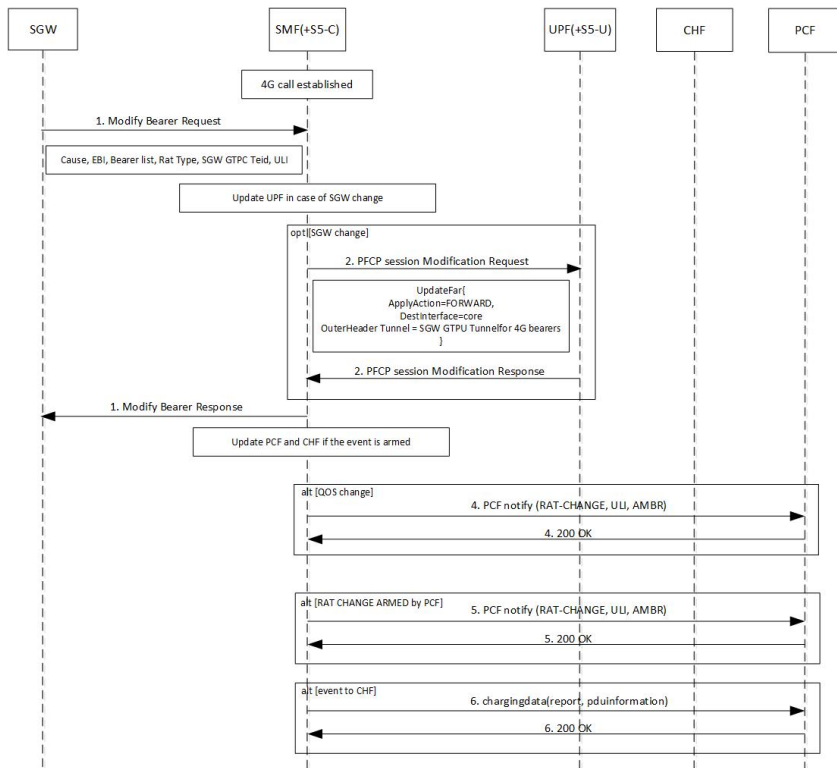 SGW
SMF(+S5-C)
UPF(+S5-U)
CHF
PCF
4G call established
1. Modify Bearer Request
Cause, EBI, Bearer list, Rat Type, SGW GTPC Teid, ULI
Update UPF in case of SGW change
opt [SGW change]
2. PFCP session Modification Request
UpdateFar{
ApplyAction=FORWARD,
DestInterface=core
OuterHeader Tunnel = SGW GTPU Tunnelfor 4G bearers
}
2. PFCP session Modification Response
1. Modify Bearer Response
Update PCF and CHF if the event is armed
alt [QOS change]
4. PCF notify (RAT-CHANGE, ULI, AMBR)
4. 200 OK
alt [RAT CHANGE ARMED by PCF]
5. PCF notify (RAT-CHANGE, ULI, AMBR)
5. 200 OK
alt [event to CHF]
6. chargingdata(report, pduinformation)
6. 200 OK